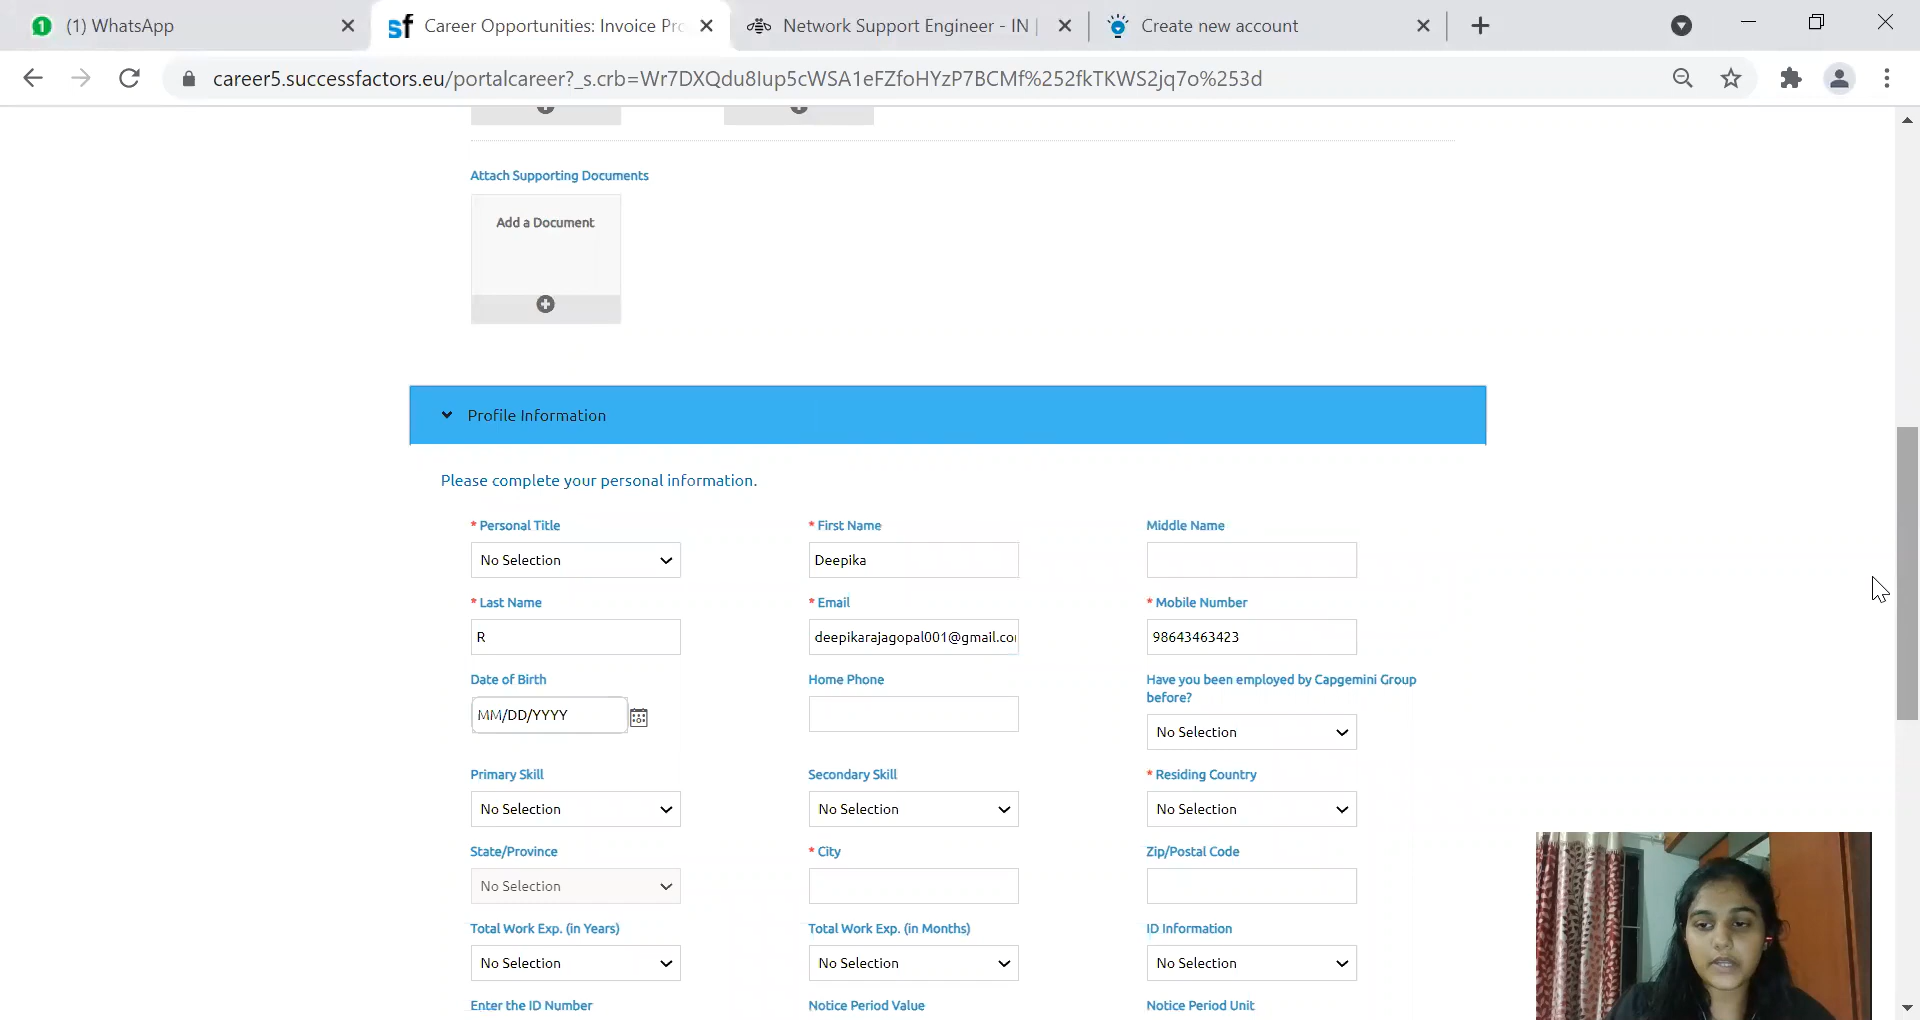 1 (1) WhatsApp
sf Career Opportunities: Invoice Pro
Network Support Engineer - IN |
Create new account
career5.successfactors.eu/portalcareer?_s.crb=Wr7DXQdu8Iup5cWSA1eFZfoHYzP7BCMf%252fkTKWS2jq7o%253d
Attach Supporting Documents
Add a Document
Profile Information
Please complete your personal information.
* Personal Title * First Name Middle Name
No Selection Deepika
* Last Name * Email * Mobile Number
R deepikarajagopal001@gmail.co 98643463423
Date of Birth Home Phone Have you been employed by Capgemini Group
before?
MM/DD/YYYY
No Selection
Primary Skill Secondary Skill * Residing Country
No Selection No Selection No Selection
State/Province * City Zip/Postal Code
No Selection
Total Work Exp. (in Years) Total Work Exp. (in Months) ID Information
No Selection No Selection No Selection
Enter the ID Number Notice Period Value Notice Period Unit